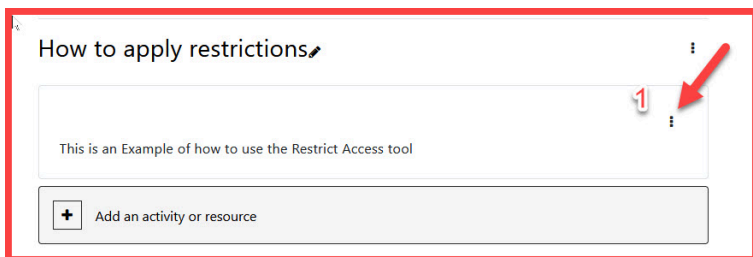 How to apply restrictions
1
This is an Example of how to use the Restrict Access tool
Add an activity or resource